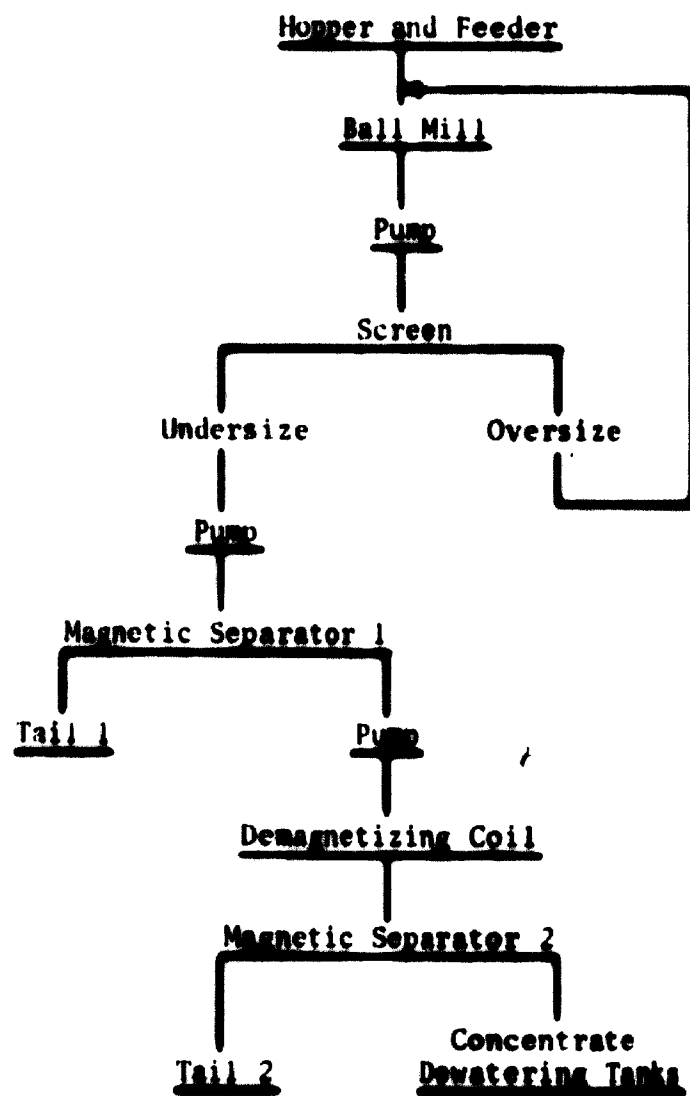 Hopper and Feeder
Ball Mill
Pump
Screen
Undersize
Oversize
Pump
Magnetic Separator 1
Tail 1
Pump
Demagnetizing Coil
Magnetic Separator 2
Tail 2
Concentrate
Dewatering Tanks